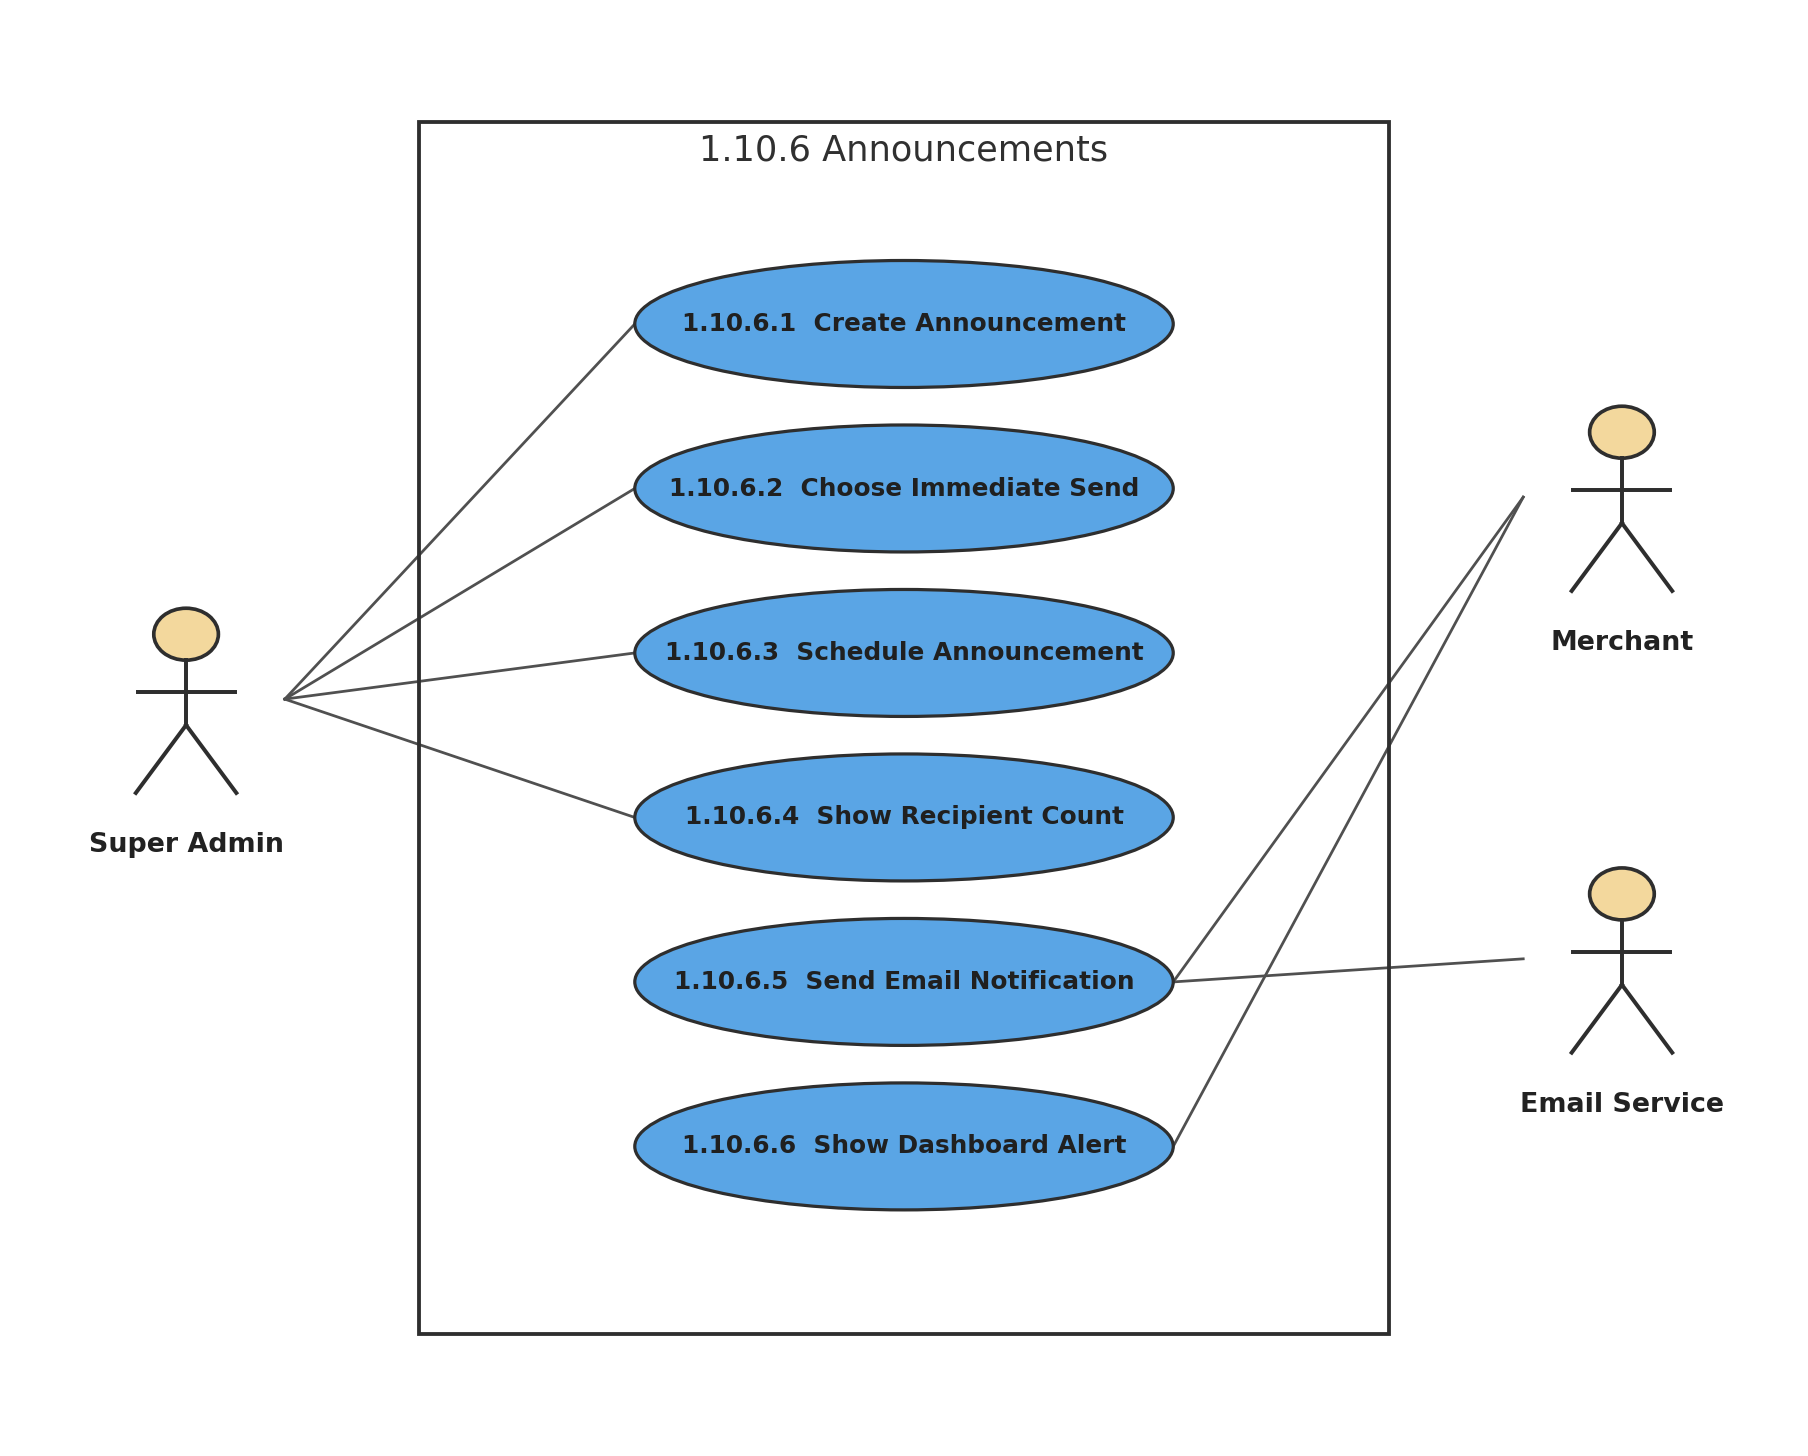 1.10.6 Announcements
1.10.6.1  Create Announcement
1.10.6.2  Choose Immediate Send
1.10.6.3  Schedule Announcement
1.10.6.4  Show Recipient Count
1.10.6.5  Send Email Notification
1.10.6.6  Show Dashboard Alert
Super Admin
Merchant
Email Service